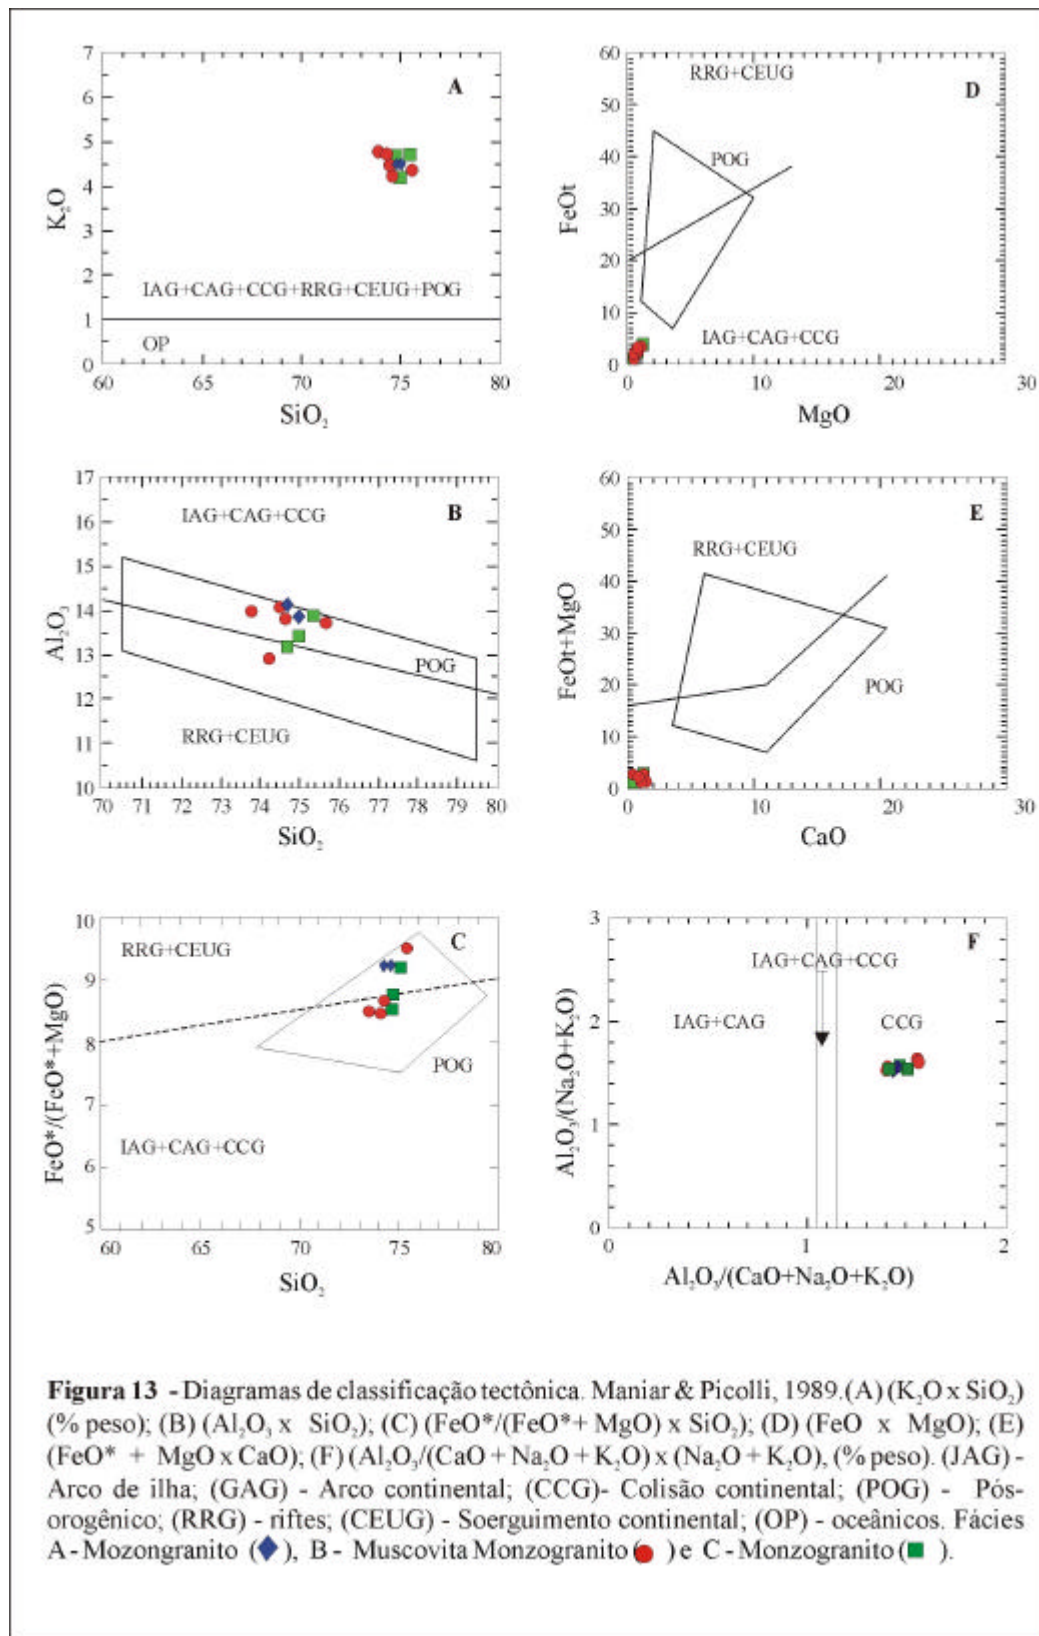 7
6
5
4
3
2
1
0
K₂O
A
IAG+CAG+CCG+RRG+CEUG+POG
OP
60 65 70 75 80
SiO₂
60
50
40
30
20
10
0
FeOt
RRG+CEUG
D
POG
IAG+CAG+CCG
0 10 20 30
MgO
17
16
15
14
13
12
11
10
Al₂O₃
IAG+CAG+CCG
B
POG
RRG+CEUG
70 71 72 73 74 75 76 77 78 79 80
SiO₂
60
50
40
30
20
10
0
FeOt+MgO
E
RRG+CEUG
POG
0 10 20 30
CaO
10
9
8
7
6
5
FeO*/(FeO*+MgO)
RRG+CEUG
C
POG
IAG+CAG+CCG
60 65 70 75 80
SiO₂
3
2
1
0
Al₂O₃/(Na₂O+K₂O)
F
IAG+CAG+CCG
IAG+CAG
CCG
0 1 2
Al₂O₃/(CaO+Na₂O+K₂O)
Figura 13 - Diagramas de classificação tectônica. Maniar & Picolli, 1989.(A) (K₂O x SiO₂)
(% peso); (B) (Al₂O₃ x SiO₂); (C) (FeO*/(FeO*+ MgO) x SiO₂); (D) (FeO x MgO); (E)
(FeO* + MgO x CaO); (F) (Al₂O₃/(CaO + Na₂O + K₂O) x (Na₂O + K₂O), (% peso). (JAG) -
Arco de ilha; (GAG) - Arco continental; (CCG)- Colisão continental; (POG) - Pós-
orogênico; (RRG) - riftes; (CEUG) - Soerguimento continental; (OP) - oceânicos. Fácies
A - Mozongranito (◆), B - Muscovita Monzogranito (●) e C - Monzogranito (■).